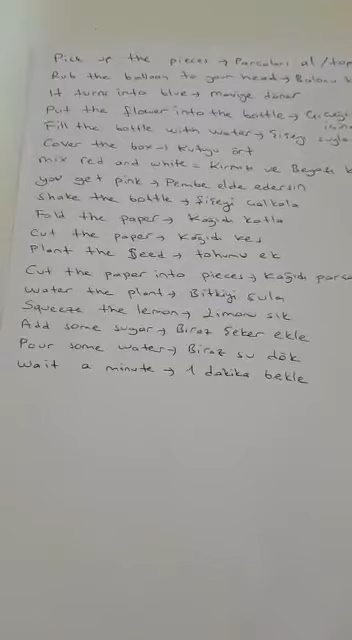 Pick up the pieces → Parçaları al / top
Rub the balloon to your head → Balonu k
It turns into blue → maviye döner
Put the flower into the bottle → Çiçeği
Fill the bottle with water → Şişeyi suyla
Cover the box → Kutuyu ört
mix red and white = Kırmızı ve Beyazı k
you get pink → Pembe elde edersin
Shake the bottle → Şişeyi çalkala
Fold the paper → Kağıdı katla
Cut the paper → Kağıdı kes
Plant the Seed → tohumu ek
Cut the paper into pieces → Kağıdı parça
Water the plant → Bitkiyi sula
Squeeze the lemon → Limonu sık
Add some sugar → Biraz şeker ekle
Pour some water → Biraz su dök
Wait a minute → 1 dakika bekle